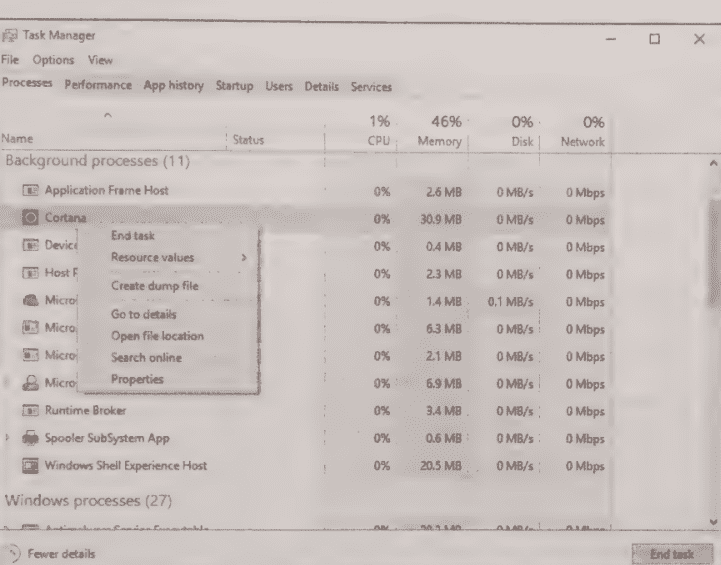 Task Manager
File Options View
Processes Performance App history Startup Users Details Services
1% 46% 0% 0%
Name Status CPU Memory Disk Network
Background processes (11)
Application Frame Host 0% 2.6 MB 0 MB/s 0 Mbps
Cortana 0% 30.9 MB 0 MB/s 0 Mbps
End task
Device 0% 0.4 MB 0 MB/s 0 Mbps
Resource values
Host P 0% 2.3 MB 0 MB/s 0 Mbps
Create dump file
Micro 0% 1.4 MB 0.1 MB/s 0 Mbps
Go to details
Micro 0% 6.3 MB 0 MB/s 0 Mbps
Open file location
Micro 0% 2.1 MB 0 MB/s 0 Mbps
Search online
Micro 0% 6.9 MB 0 MB/s 0 Mbps
Properties
Runtime Broker 0% 3.4 MB 0 MB/s 0 Mbps
Spooler SubSystem App 0% 0.6 MB 0 MB/s 0 Mbps
Windows Shell Experience Host 0% 20.5 MB 0 MB/s 0 Mbps
Windows processes (27)
Fewer details
End task